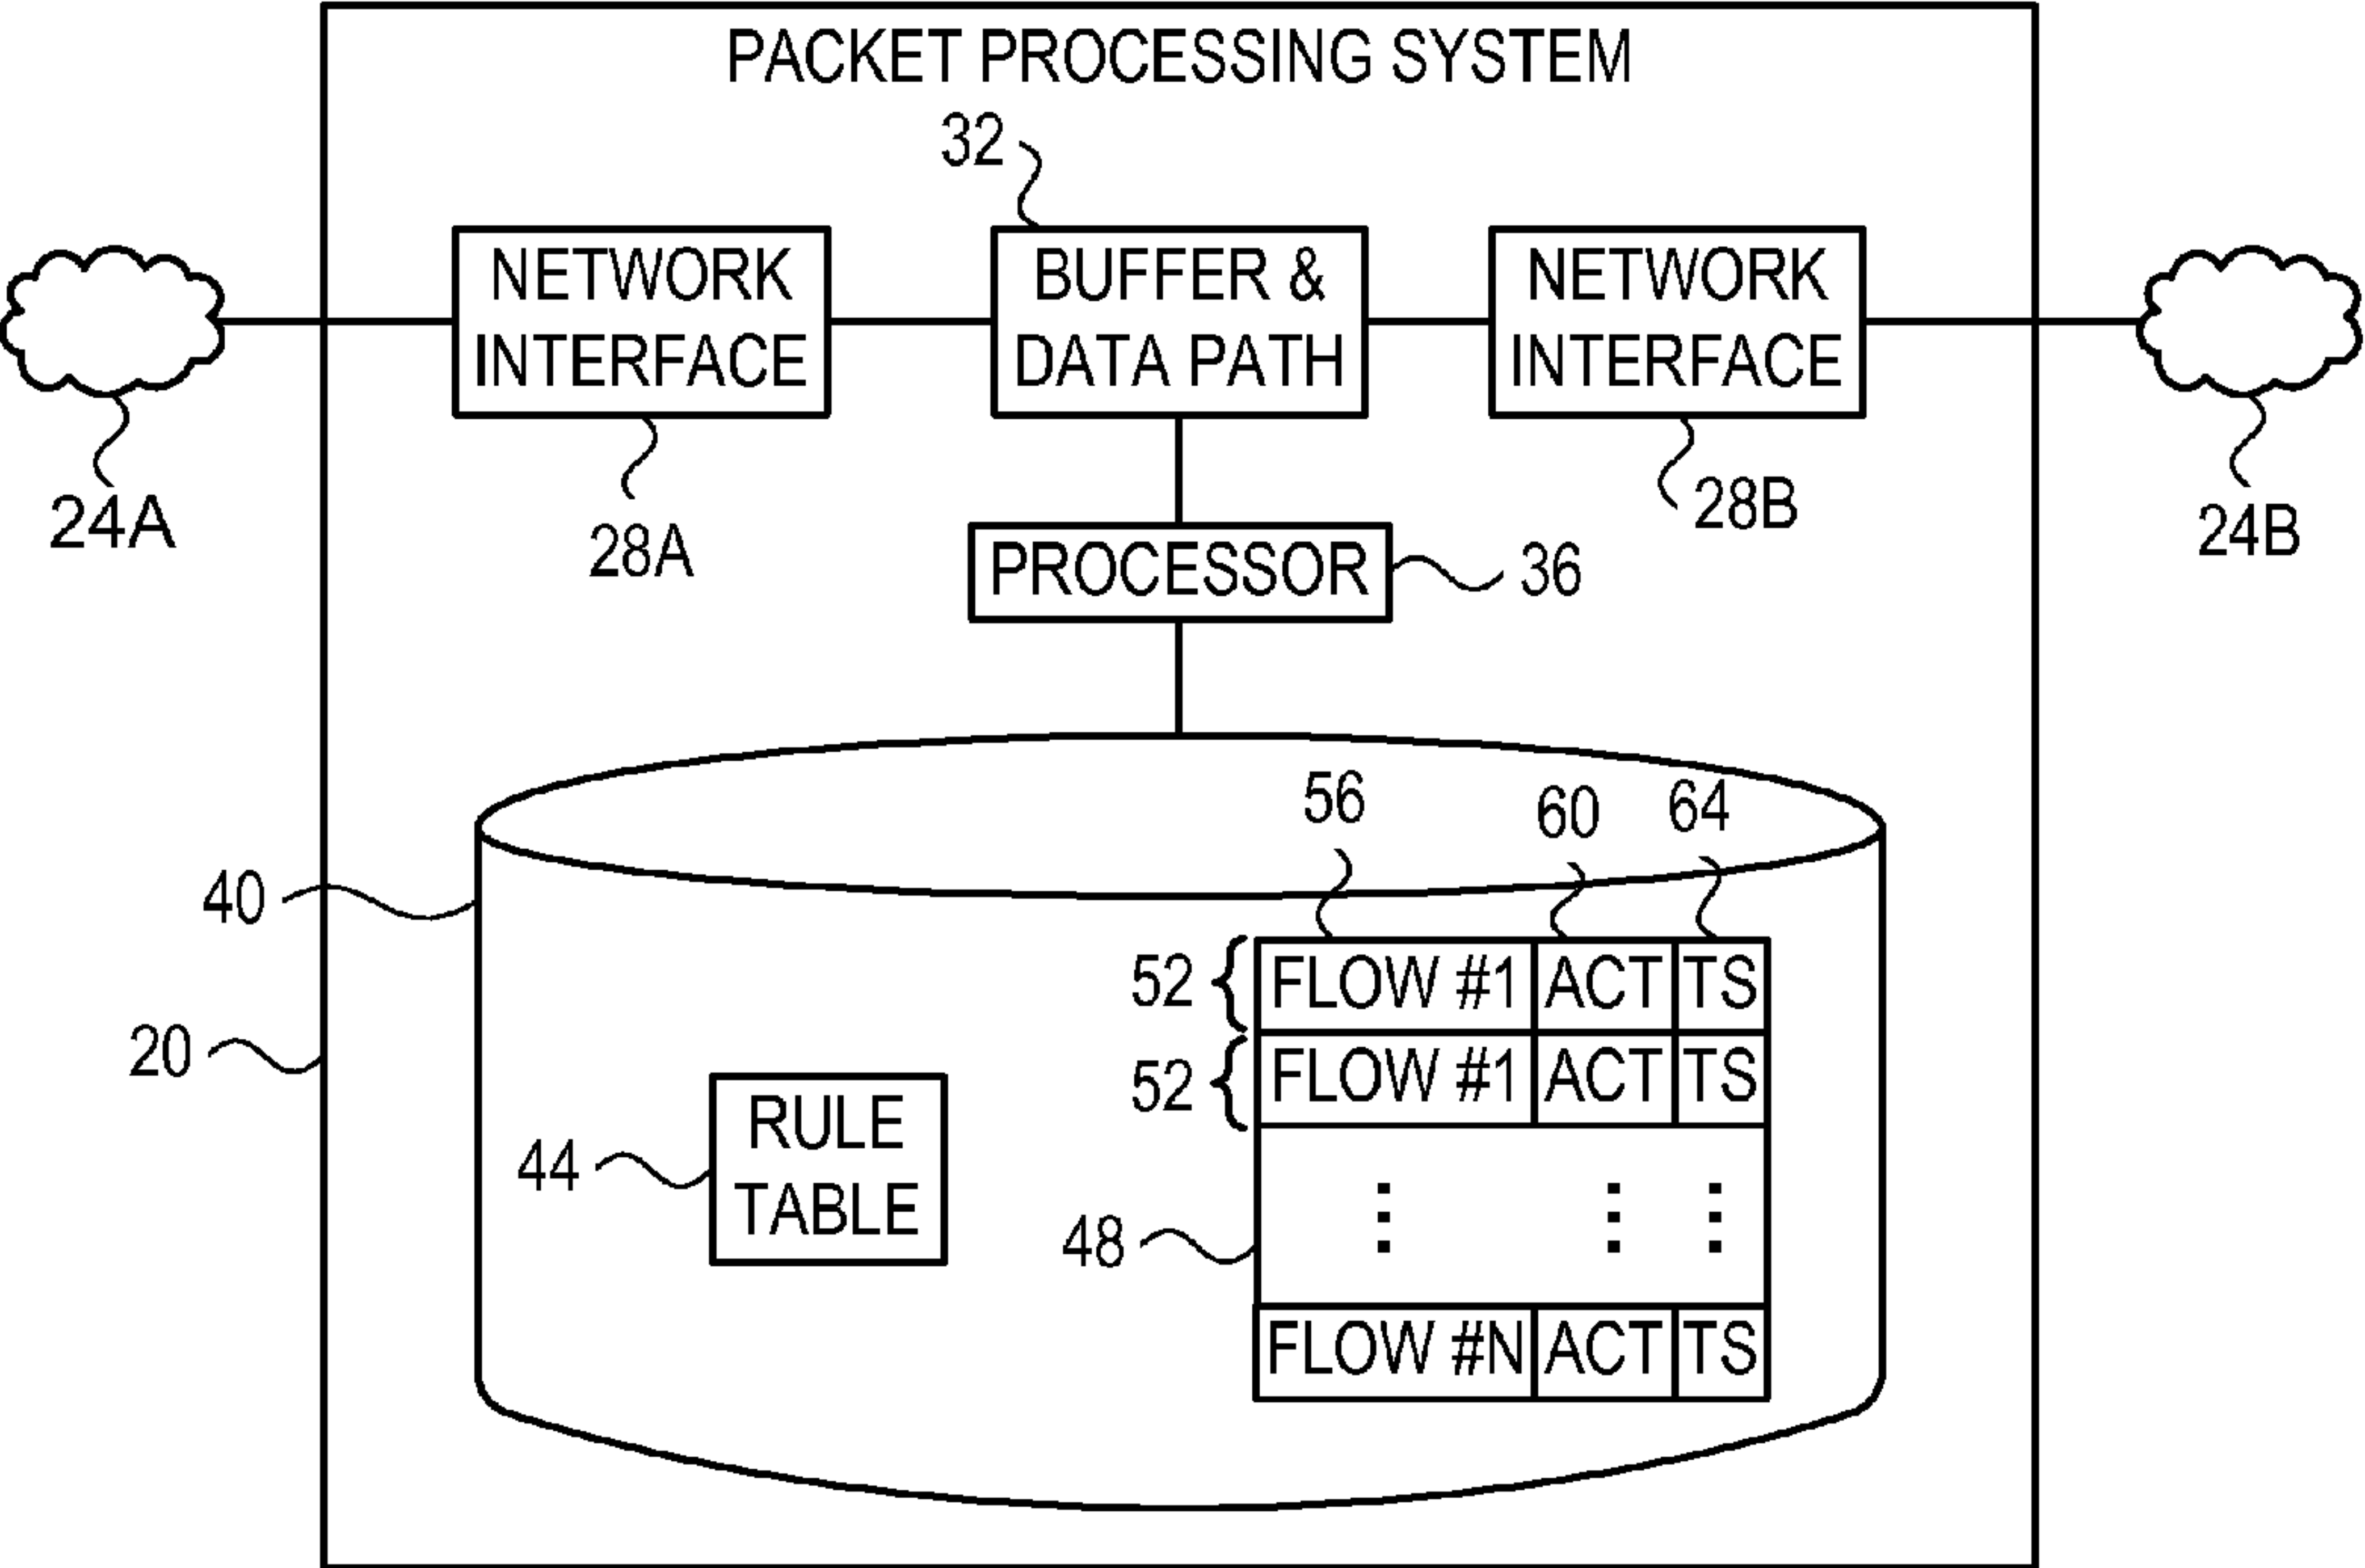 PACKET PROCESSING SYSTEM
32
NETWORK
INTERFACE
BUFFER &
DATA PATH
NETWORK
INTERFACE
24A
28A
28B
24B
PROCESSOR
36
56
60
64
40
52
FLOW #1 ACT TS
20
52
FLOW #1 ACT TS
44
RULE
TABLE
48
FLOW #N ACT TS